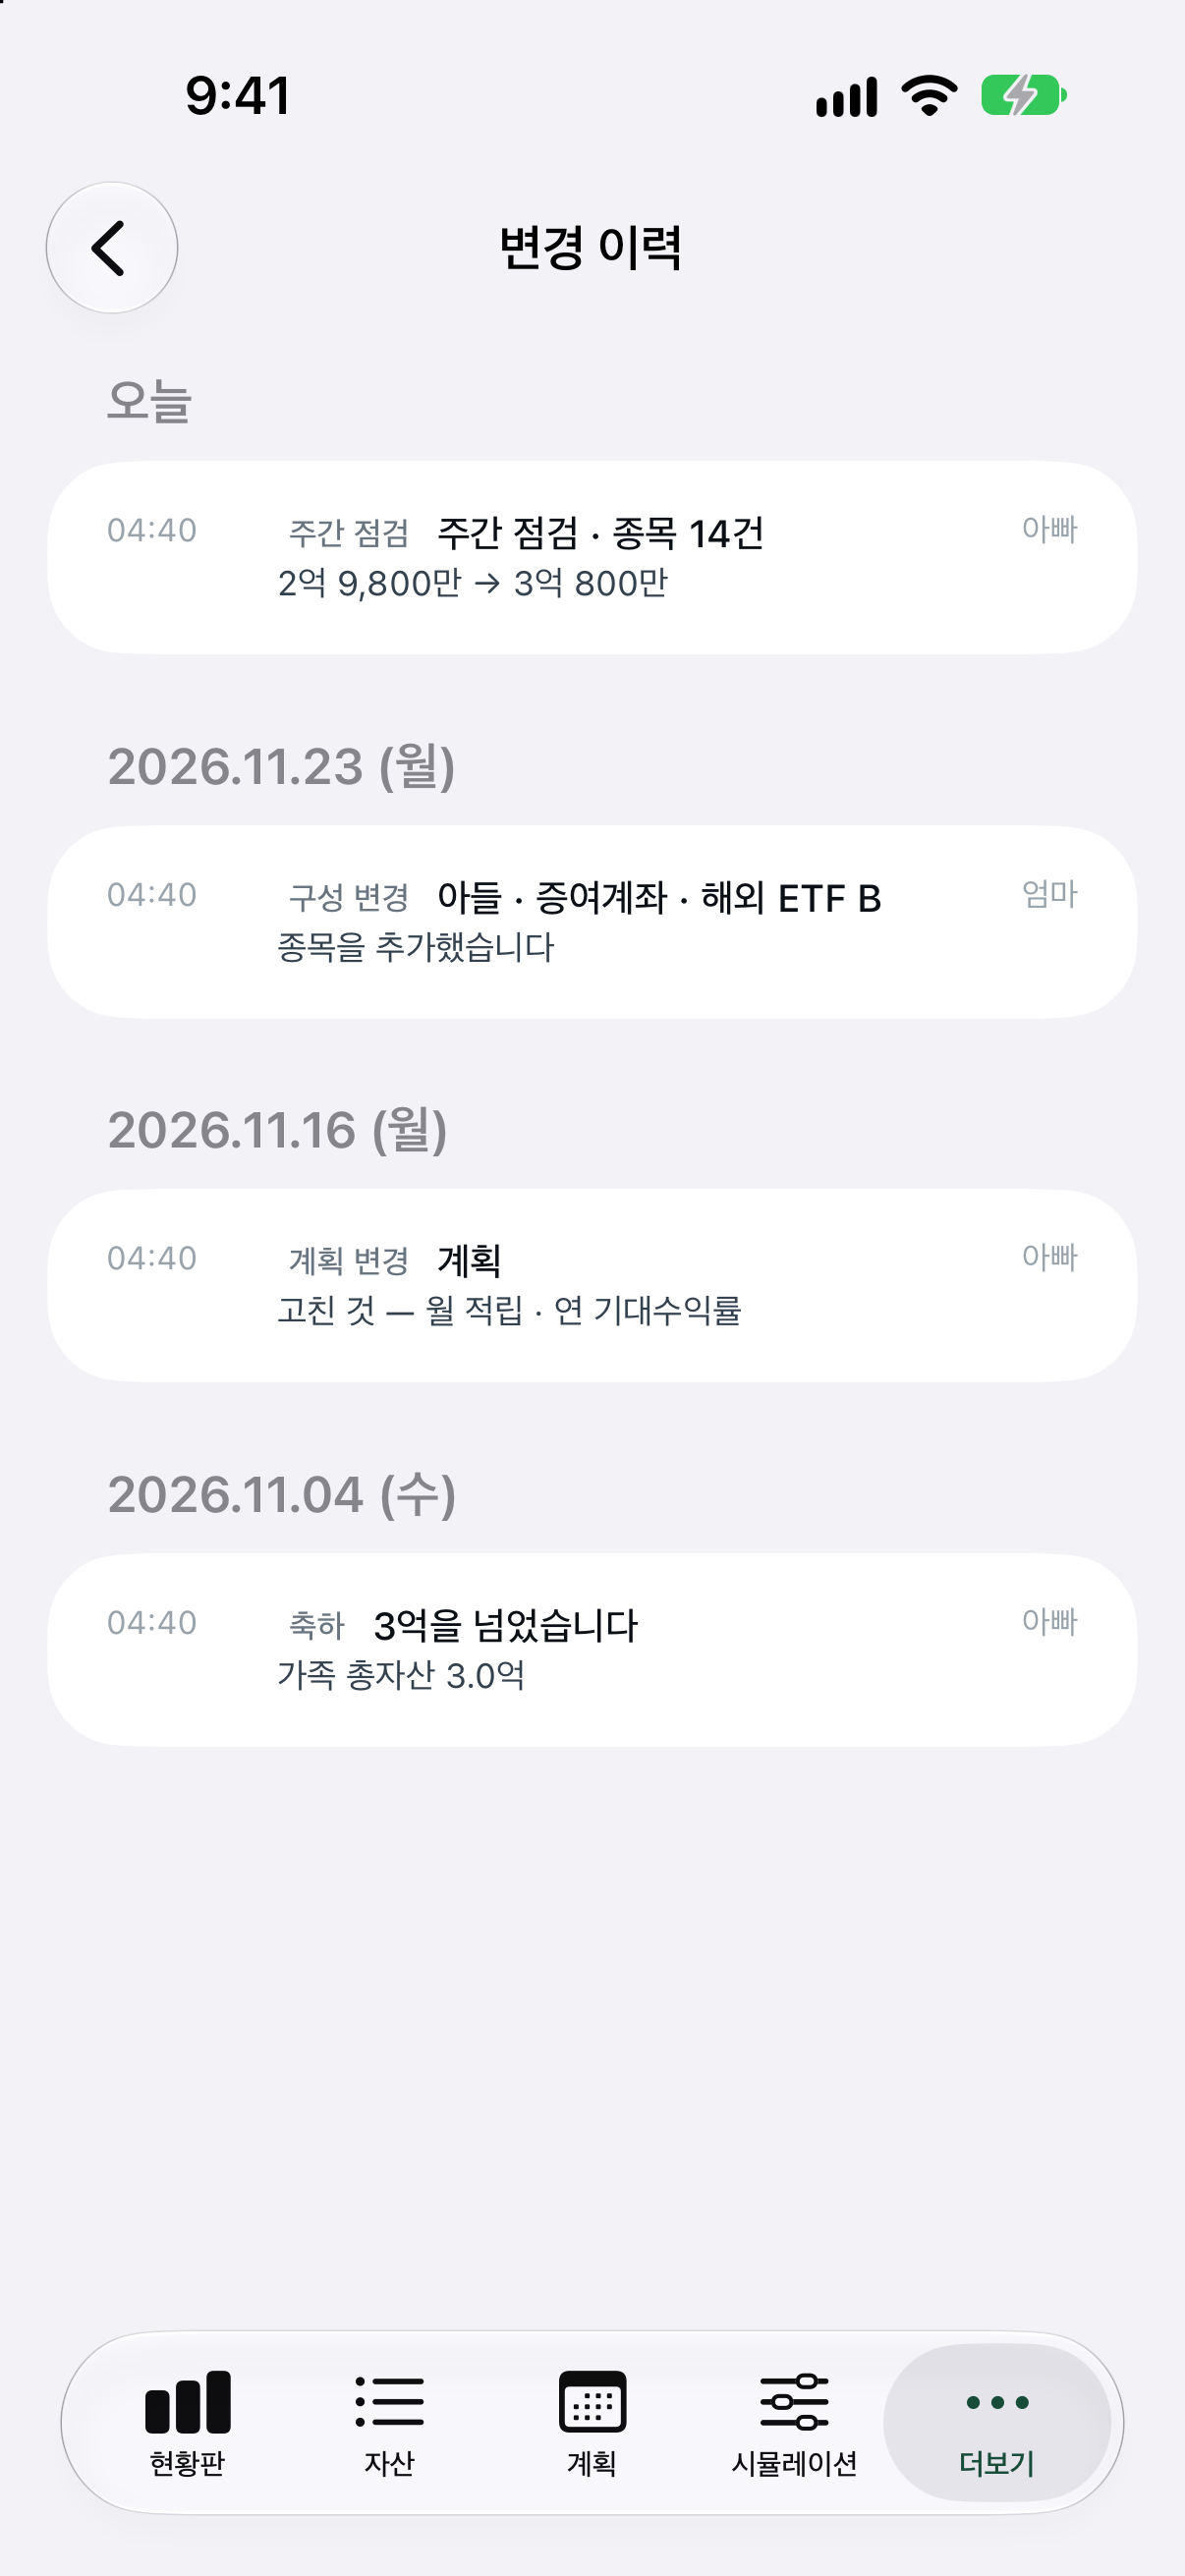 9:41
변경 이력
오늘
04:40 주간 점검 주간 점검 · 종목 14건 아빠
2억 9,800만 → 3억 800만
2026.11.23 (월)
04:40 구성 변경 아들 · 증여계좌 · 해외 ETF B 엄마
종목을 추가했습니다
2026.11.16 (월)
04:40 계획 변경 계획 아빠
고친 것 — 월 적립 · 연 기대수익률
2026.11.04 (수)
04:40 축하 3억을 넘었습니다 아빠
가족 총자산 3.0억
현황판 자산 계획 시뮬레이션 더보기